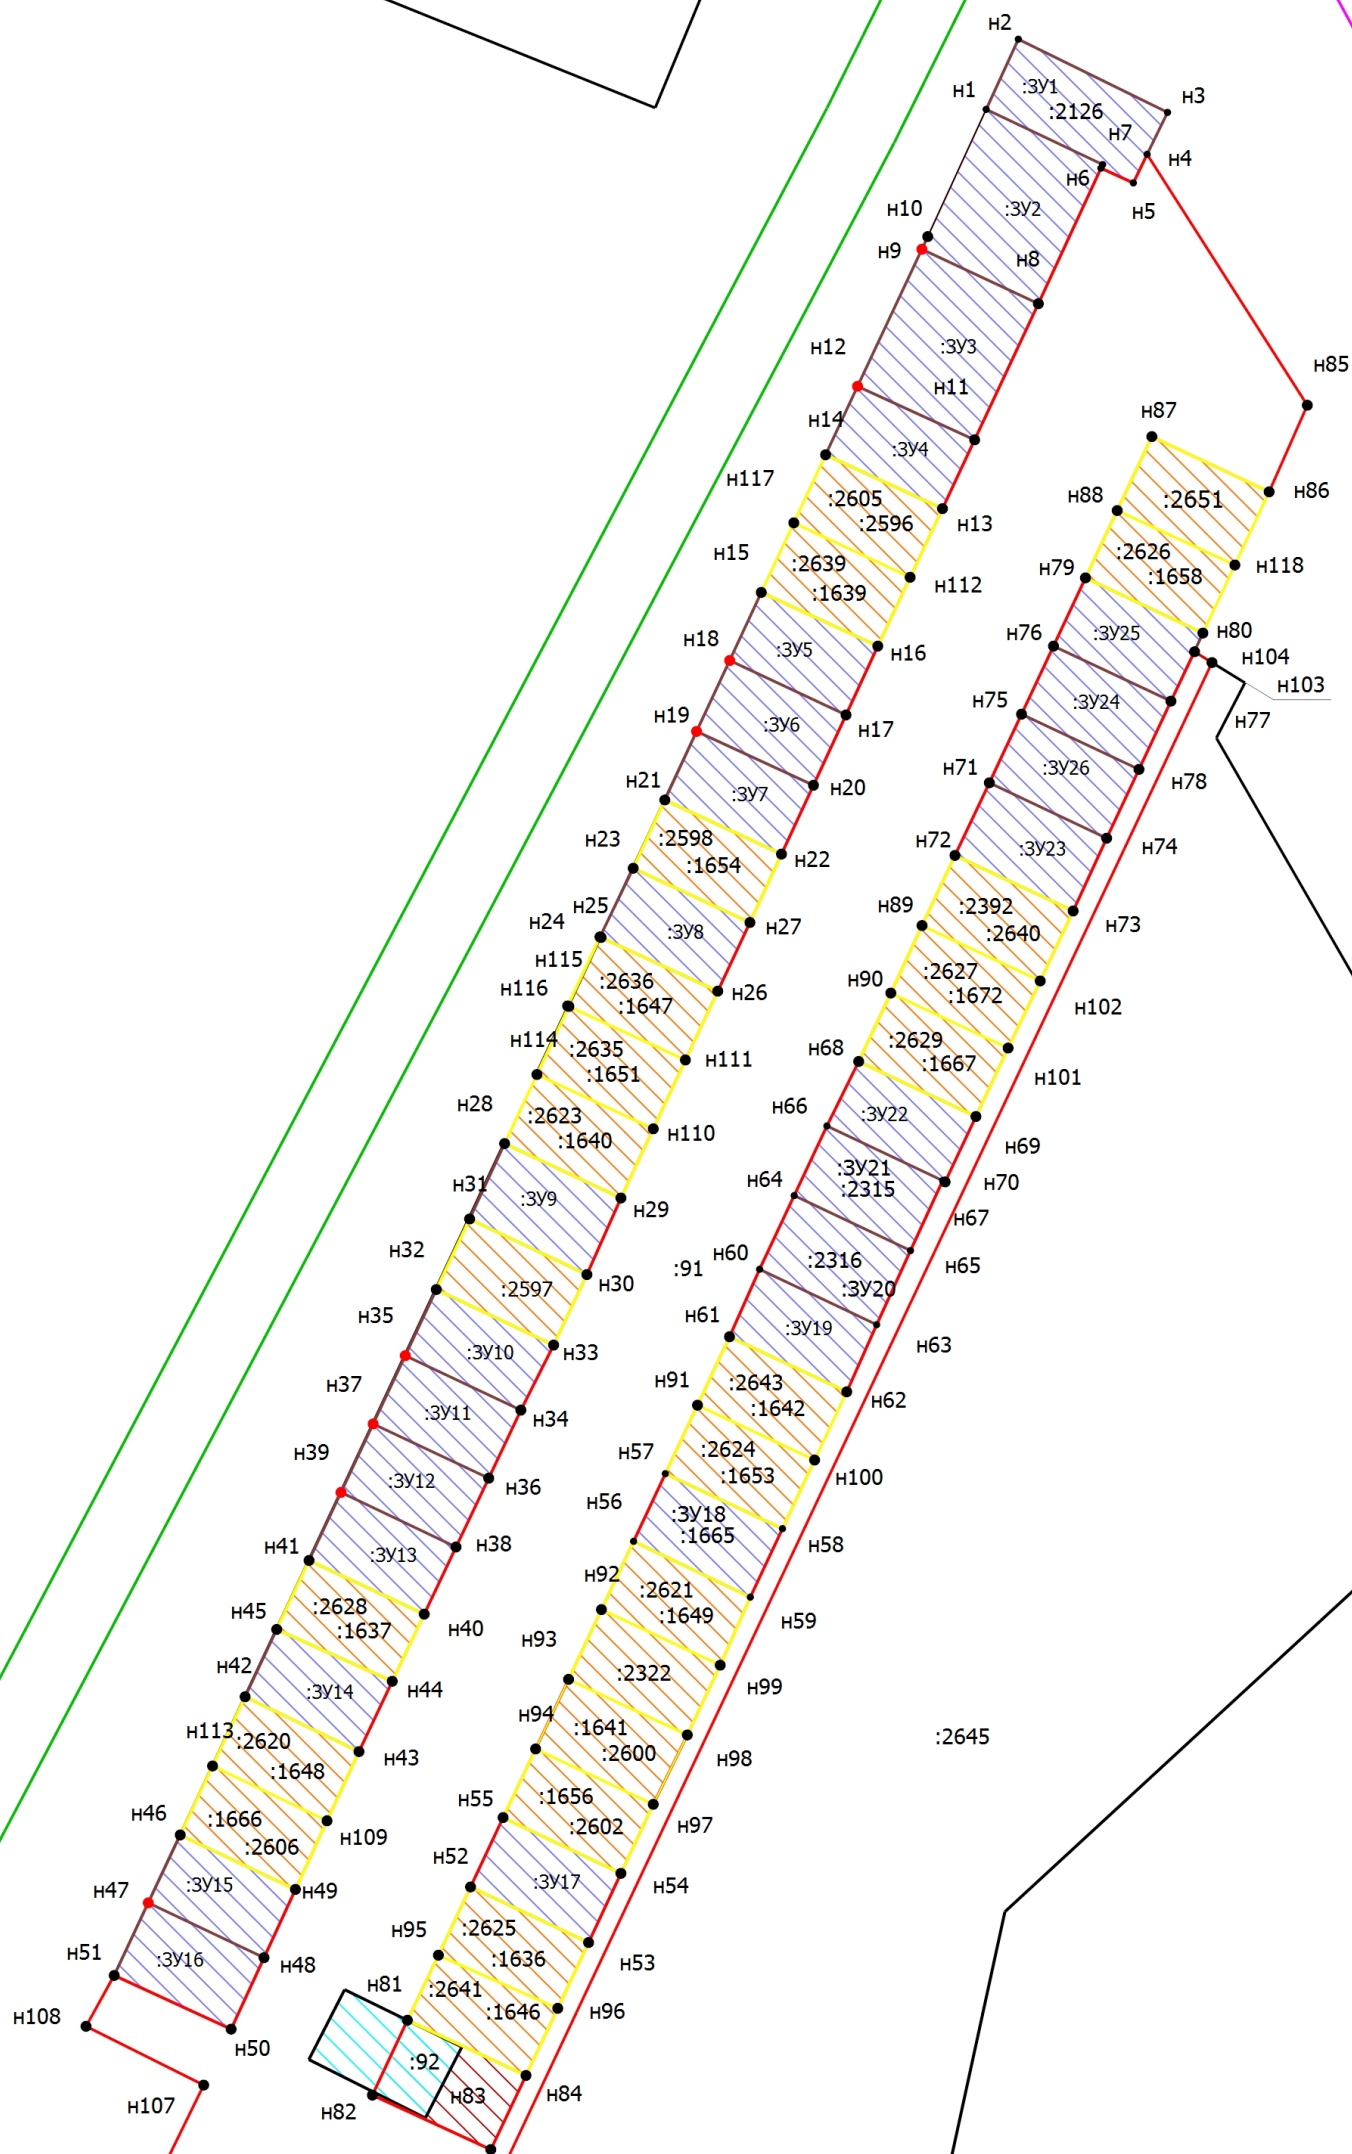 н2
:ЗУ1
н1
н3
:2126
н7
н4
н6
н5
н10
:ЗУ2
н9
н8
н12
:ЗУ3
н85
н11
н14
:ЗУ4
н87
н117
:2605
н88
:2651
н86
:2596
н13
н15
:2639
:2626
н118
н79
:1658
:1639
н112
н18
:ЗУ5
н76
:ЗУ25
н80
н16
н104
н103
н19
:ЗУ6
н17
н75
:ЗУ24
н77
н21
:ЗУ7
н20
н71
:ЗУ26
н78
н23
:2598
н72
:ЗУ23
н74
:1654
н22
н25
н24
:ЗУ8
н27
н89
:2392
н73
:2640
н115
:2636
н90
:2627
н116
н26
:1672
:1647
н102
н114
:2635
н68
:2629
н111
:1651
:1667
н101
н28
:2623
н66
:ЗУ22
:1640
н110
н69
н31
:ЗУ9
н64
:ЗУ21
:2315
н70
н29
н67
н32
:91
н60
:2316
н65
:2597
н30
:ЗУ20
н35
н61
:ЗУ19
н63
:ЗУ10
н33
н37
н91
:2643
:1642
н62
:ЗУ11
н34
н39
н57
:2624
:ЗУ12
н36
:1653
н100
н56
:ЗУ18
:1665
н41
:ЗУ13
н38
н58
н92
:2621
н45
:2628
:1649
:1637
н40
н59
н93
н42
:2322
:ЗУ14
н44
н99
н94
н113
:2620
:1641
:2645
:2600
н98
н43
:1648
н46
:1666
н55
:1656
н97
:2606
н109
:2602
н52
н47
:ЗУ15
н49
:ЗУ17
н54
н95
:2625
н51
:ЗУ16
н48
:1636
н53
н81
:2641
н108
:1646
н96
н50
:92
н107
н82
н83
н84